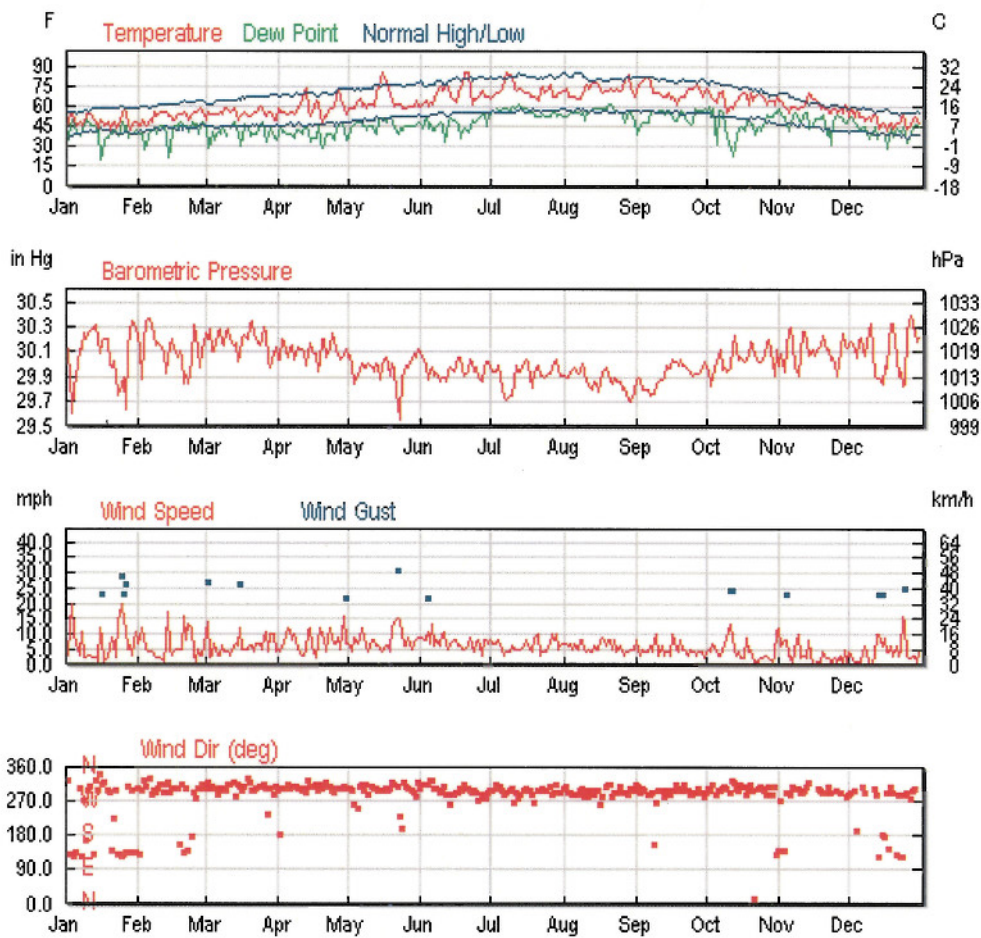 F Temperature Dew Point Normal High/Low C
90 32
75 24
60 16
45 7
30 -1
15 -9
0 -18
Jan Feb Mar Apr May Jun Jul Aug Sep Oct Nov Dec
in Hg Barometric Pressure hPa
30.5 1033
30.3 1026
30.1 1019
29.9 1013
29.7 1006
29.5 999
Jan Feb Mar Apr May Jun Jul Aug Sep Oct Nov Dec
mph Wind Speed Wind Gust km/h
40.0 64
35.0 56
30.0 48
25.0 40
20.0 32
15.0 24
10.0 16
5.0 8
0.0 0
Jan Feb Mar Apr May Jun Jul Aug Sep Oct Nov Dec
Wind Dir (deg)
360.0 N
270.0 W
180.0 S
90.0 E
0.0 N
Jan Feb Mar Apr May Jun Jul Aug Sep Oct Nov Dec